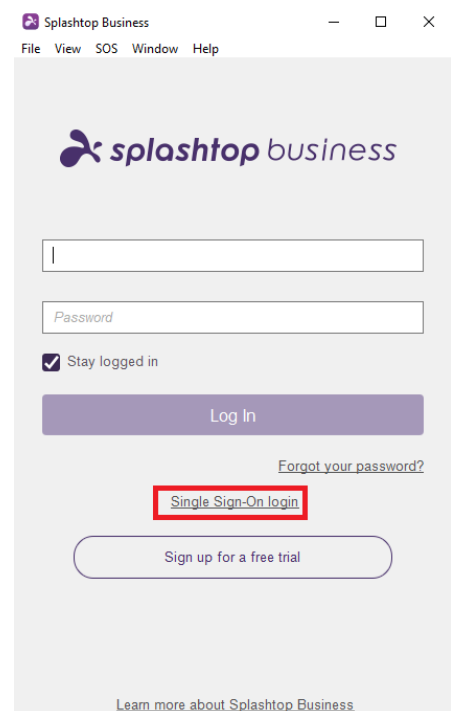 Splashtop Business
File View SOS Window Help
splashtop business
Password
Stay logged in
Log In
Forgot your password?
Single Sign-On login
Sign up for a free trial
Learn more about Splashtop Business